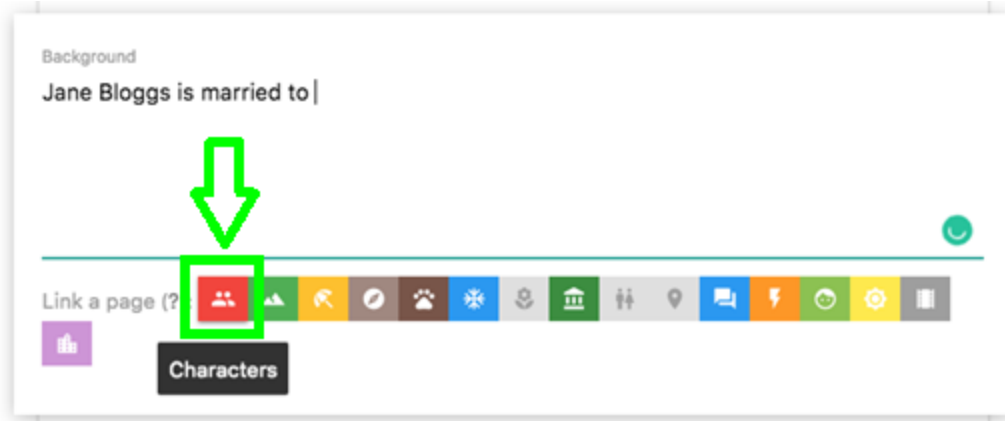 Background
Jane Bloggs is married to
Link a page (?
Characters